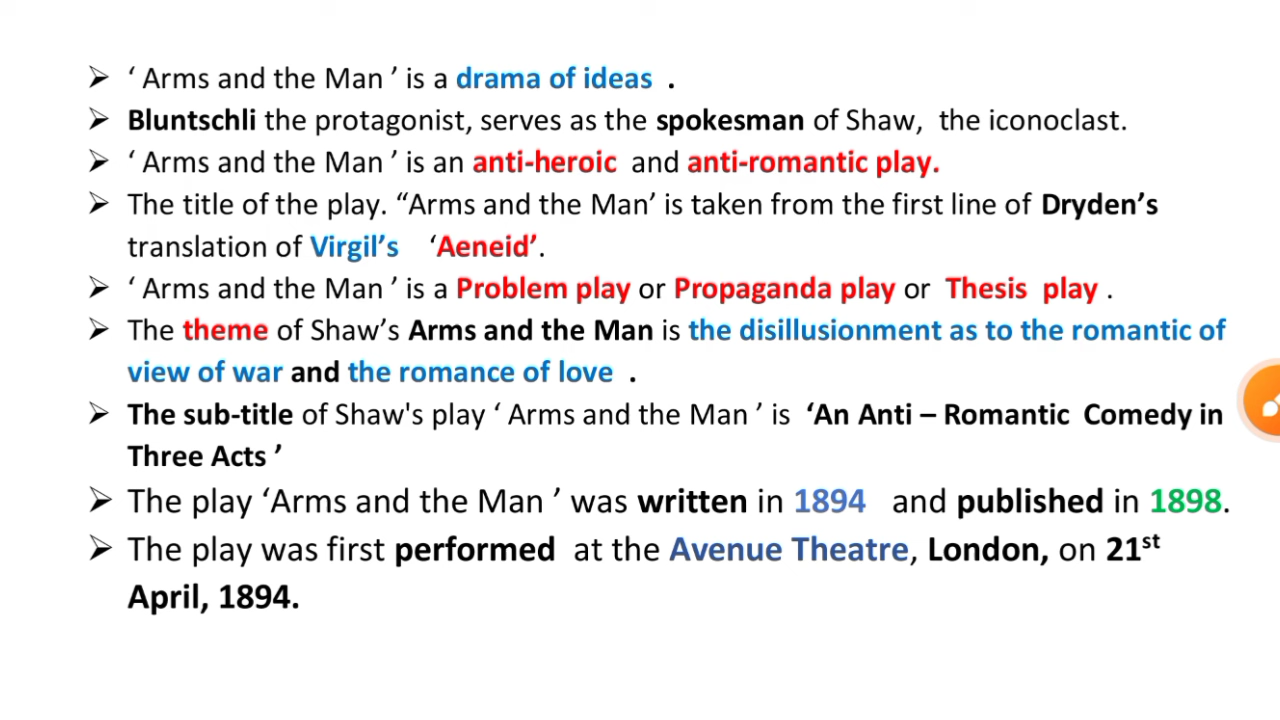 ➢ ‘ Arms and the Man ’ is a drama of ideas .
➢ Bluntschli the protagonist, serves as the spokesman of Shaw, the iconoclast.
➢ ‘ Arms and the Man ’ is an anti-heroic and anti-romantic play.
➢ The title of the play. “Arms and the Man’ is taken from the first line of Dryden’s
translation of Virgil’s ‘Aeneid’.
➢ ‘ Arms and the Man ’ is a Problem play or Propaganda play or Thesis play .
➢ The theme of Shaw’s Arms and the Man is the disillusionment as to the romantic of
view of war and the romance of love .
➢ The sub-title of Shaw's play ‘ Arms and the Man ’ is ‘An Anti – Romantic Comedy in
Three Acts ’
➢ The play ‘Arms and the Man ’ was written in 1894 and published in 1898.
➢ The play was first performed at the Avenue Theatre, London, on 21st
April, 1894.